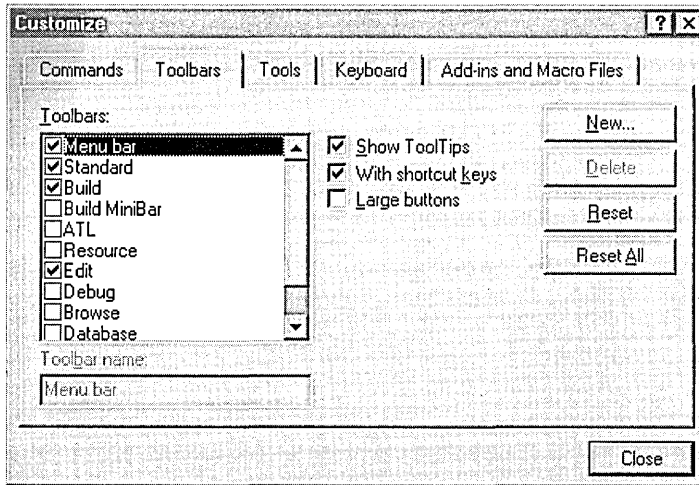 Customize
Commands Toolbars Tools Keyboard Add-ins and Macro Files
Toolbars:
Menu bar
Standard
Build
Build MiniBar
ATL
Resource
Edit
Debug
Browse
Database
Show ToolTips
With shortcut keys
Large buttons
New...
Delete
Reset
Reset All
Toolbar name:
Menu bar
Close